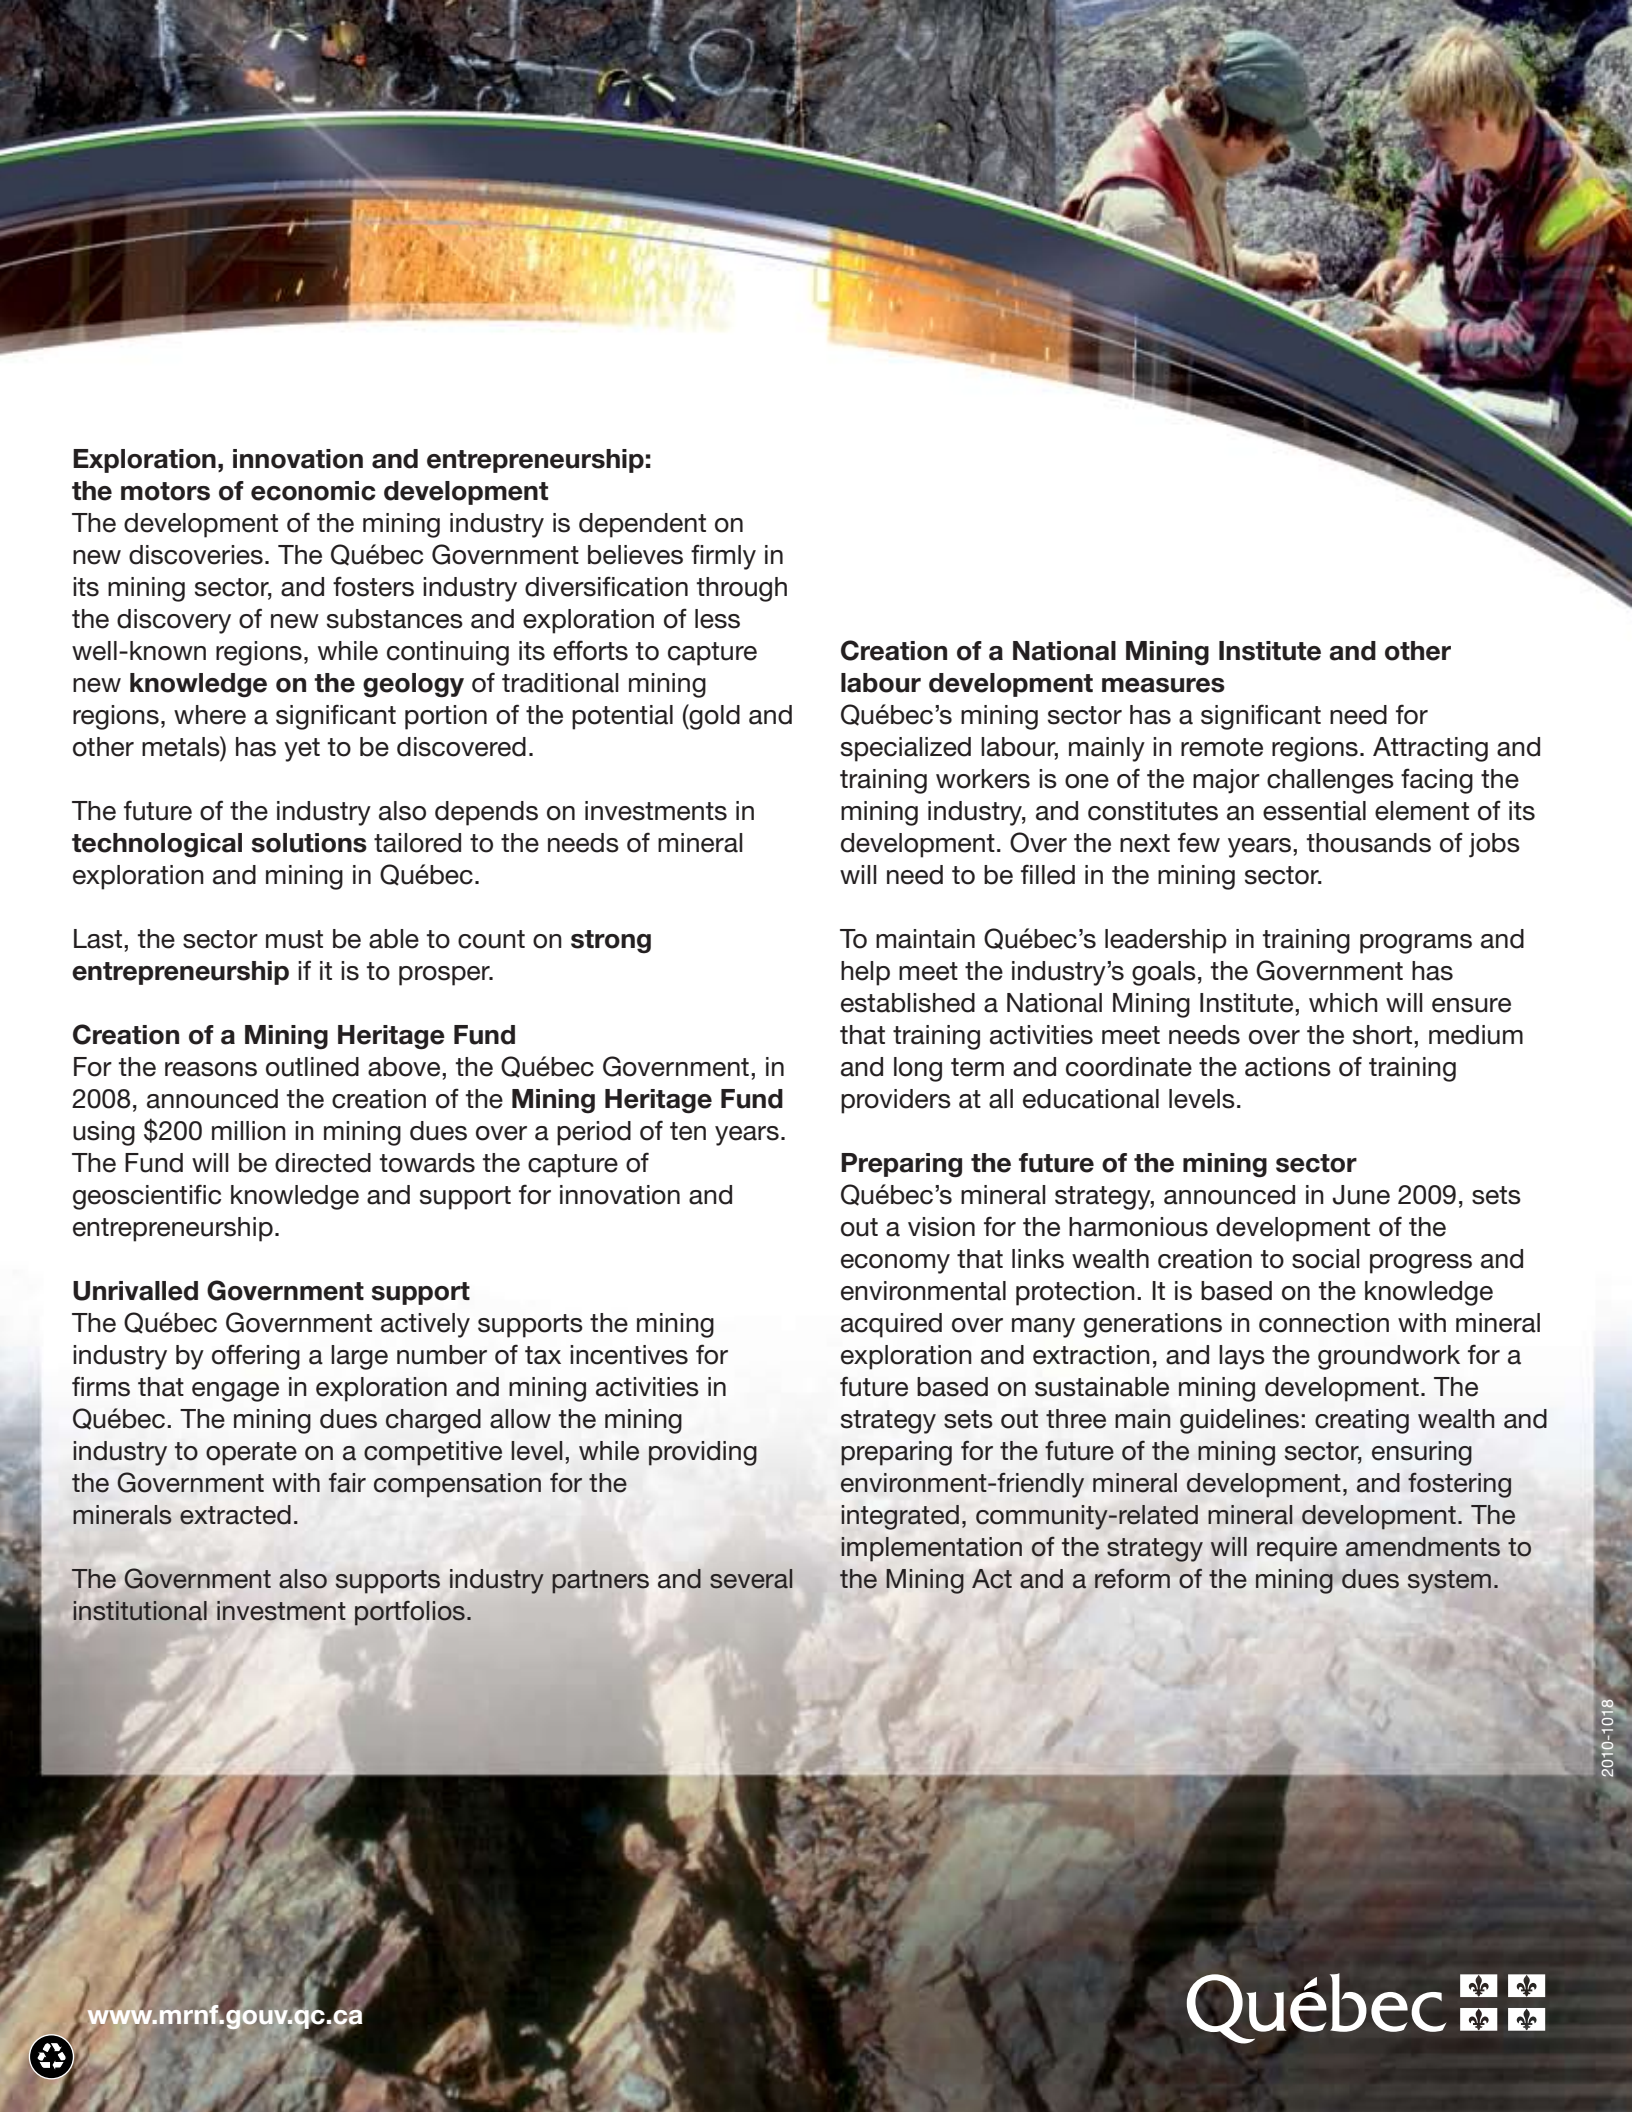 Exploration, innovation and entrepreneurship:
the motors of economic development
The development of the mining industry is dependent on
new discoveries. The Québec Government believes firmly in
its mining sector, and fosters industry diversification through
the discovery of new substances and exploration of less
well-known regions, while continuing its efforts to capture
new knowledge on the geology of traditional mining
regions, where a significant portion of the potential (gold and
other metals) has yet to be discovered.
The future of the industry also depends on investments in
technological solutions tailored to the needs of mineral
exploration and mining in Québec.
Last, the sector must be able to count on strong
entrepreneurship if it is to prosper.
Creation of a Mining Heritage Fund
For the reasons outlined above, the Québec Government, in
2008, announced the creation of the Mining Heritage Fund
using $200 million in mining dues over a period of ten years.
The Fund will be directed towards the capture of
geoscientific knowledge and support for innovation and
entrepreneurship.
Unrivalled Government support
The Québec Government actively supports the mining
industry by offering a large number of tax incentives for
firms that engage in exploration and mining activities in
Québec. The mining dues charged allow the mining
industry to operate on a competitive level, while providing
the Government with fair compensation for the
minerals extracted.
The Government also supports industry partners and several
institutional investment portfolios.
Creation of a National Mining Institute and other
labour development measures
Québec's mining sector has a significant need for
specialized labour, mainly in remote regions. Attracting and
training workers is one of the major challenges facing the
mining industry, and constitutes an essential element of its
development. Over the next few years, thousands of jobs
will need to be filled in the mining sector.
To maintain Québec's leadership in training programs and
help meet the industry's goals, the Government has
established a National Mining Institute, which will ensure
that training activities meet needs over the short, medium
and long term and coordinate the actions of training
providers at all educational levels.
Preparing the future of the mining sector
Québec's mineral strategy, announced in June 2009, sets
out a vision for the harmonious development of the
economy that links wealth creation to social progress and
environmental protection. It is based on the knowledge
acquired over many generations in connection with mineral
exploration and extraction, and lays the groundwork for a
future based on sustainable mining development. The
strategy sets out three main guidelines: creating wealth and
preparing for the future of the mining sector, ensuring
environment-friendly mineral development, and fostering
integrated, community-related mineral development. The
implementation of the strategy will require amendments to
the Mining Act and a reform of the mining dues system.
2010-1018
www.mrnf.gouv.qc.ca
Québec